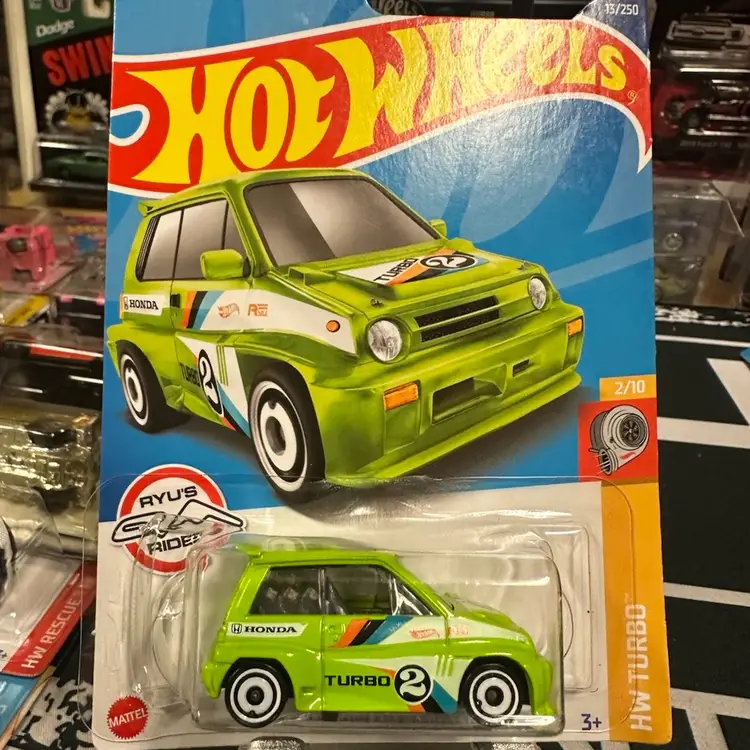 13/250
Dodge
SWIN
HOT WHEELS
®
TURBO 2
HONDA
TURBO 2
2/10
RYU'S
RIDES
HONDA
TURBO 2
HW TURBO™
HW RESCUE
MATTEL
3+